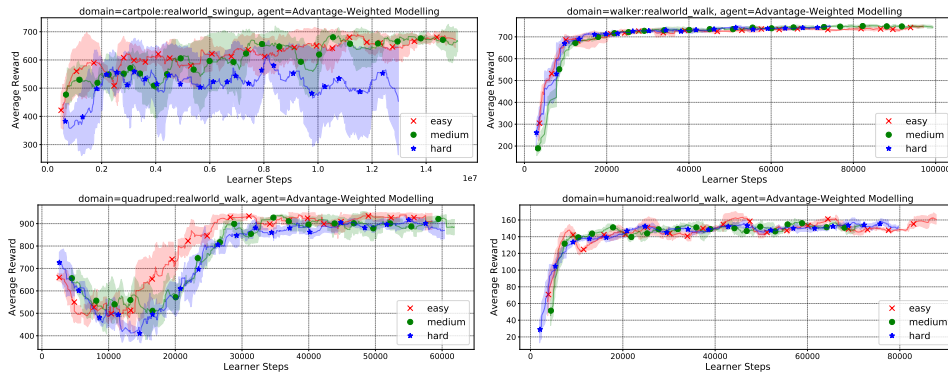 domain=cartpole:realworld_swingup, agent=Advantage-Weighted Modelling
700
600
500
400
300
Average Reward
0.0 0.2 0.4 0.6 0.8 1.0 1.2 1.4 1.6
1e7
Learner Steps
easy
medium
hard
domain=walker:realworld_walk, agent=Advantage-Weighted Modelling
700
600
500
400
300
200
Average Reward
0 20000 40000 60000 80000 100000
Learner Steps
easy
medium
hard
domain=quadruped:realworld_walk, agent=Advantage-Weighted Modelling
900
800
700
600
500
400
Average Reward
0 10000 20000 30000 40000 50000 60000
Learner Steps
easy
medium
hard
domain=humanoid:realworld_walk, agent=Advantage-Weighted Modelling
160
140
120
100
80
60
40
20
Average Reward
0 20000 40000 60000 80000
Learner Steps
easy
medium
hard